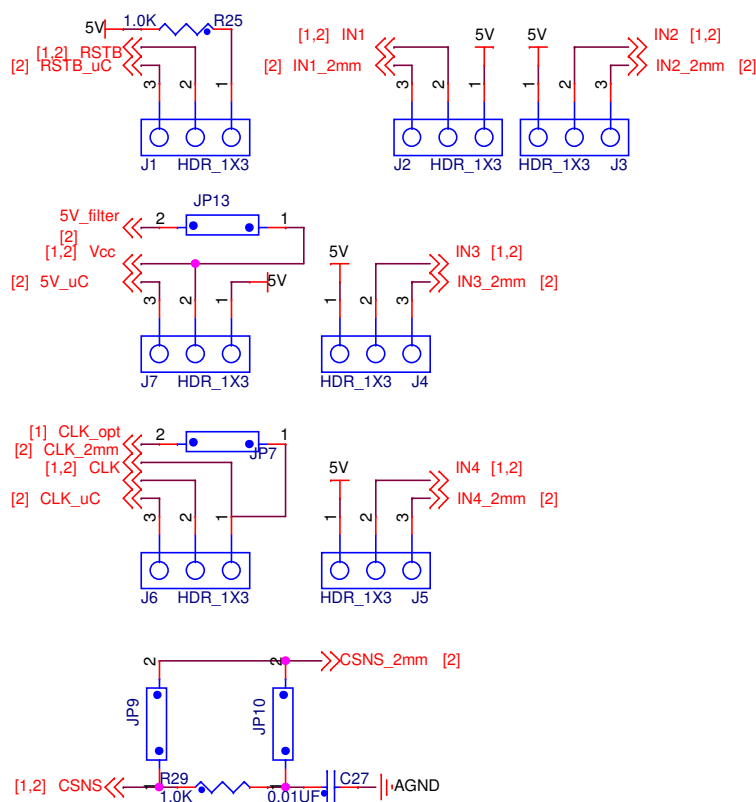 5V 1.0K R25
[1,2] RSTB
[2] RSTB_uC
3 2 1
J1 HDR_1X3
[1,2] IN1 5V
[2] IN1_2mm
3 2 1
J2 HDR_1X3
5V IN2 [1,2]
IN2_2mm [2]
1 2 3
HDR_1X3 J3
JP13
5V_filter 2 1
[2]
[1,2] Vcc
[2] 5V_uC 5V
3 2 1
J7 HDR_1X3
5V IN3 [1,2]
IN3_2mm [2]
1 2 3
HDR_1X3 J4
[1] CLK_opt 2 1
[2] CLK_2mm JP7
[1,2] CLK
[2] CLK_uC
3 2 1
J6 HDR_1X3
5V IN4 [1,2]
IN4_2mm [2]
1 2 3
HDR_1X3 J5
2 2 CSNS_2mm [2]
JP9 JP10
[1,2] CSNS 1 R29 1 C27 AGND
1.0K 0.01UF